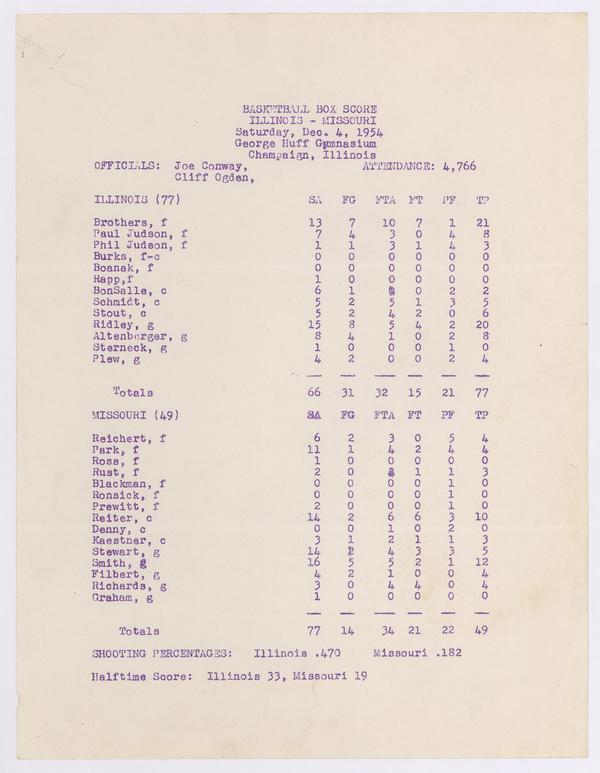 BASKETBALL BOX SCORE
ILLINOIS - MISSOURI
Saturday, Dec. 4, 1954
George Huff Gymnasium
Champaign, Illinois
OFFICIALS: Joe Conway, ATTENDANCE: 4,766
Cliff Ogden,
ILLINOIS (77) SA FG FTA FT PF TP
Brothers, f 13 7 10 7 1 21
Paul Judson, f 7 4 3 0 4 8
Phil Judson, f 1 1 3 1 4 3
Burks, f-c 0 0 0 0 0 0
Boanak, f 0 0 0 0 0 0
Rapp,f 1 0 0 0 0 0
BonSalle, c 6 1 0 2 2
Schmidt, c 5 2 5 1 3 5
Stout, c 5 2 4 2 0 6
Ridley, g 15 8 5 4 2 20
Altenberger, g 8 4 1 0 2 8
Sterneck, g 1 0 0 0 1 0
Plew, g 4 2 0 0 2 4
Totals 66 31 32 15 21 77
MISSOURI (49) SA FG FTA FT PF TP
Reichert, f 6 2 3 0 5 4
Park, f 11 1 4 2 4 4
Ross, f 1 0 0 0 0 0
Rust, f 2 0 1 1 3
Blackman, f 0 0 0 0 1 0
Ronsick, f 0 0 0 0 1 0
Prewitt, f 2 0 0 0 1 0
Reiter, c 14 2 6 6 3 10
Denny, c 0 0 1 0 2 0
Kaestner, c 3 1 2 1 1 3
Stewart, g 14 4 3 3 5
Smith, g 16 5 5 2 1 12
Filbert, g 4 2 1 0 0 4
Richards, g 3 0 4 4 0 4
Graham, g 1 0 0 0 0 0
Totals 77 14 34 21 22 49
SHOOTING PERCENTAGES: Illinois .470 Missouri .182
Halftime Score: Illinois 33, Missouri 19